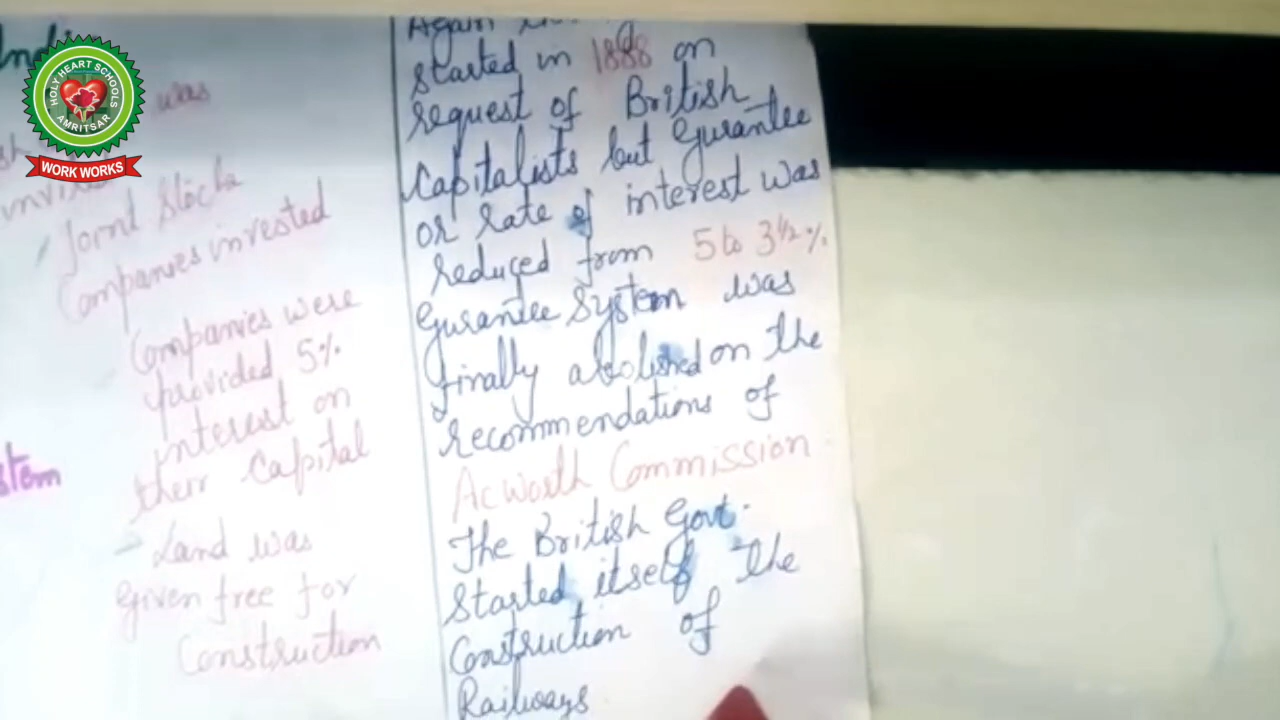 HOLY HEART SCHOOLS
AMRITSAR
WORK WORKS
was
Joint Stock
Companies invested
Companies were
provided 5%
interest on
their capital
stem
Land was
given free for
Construction
Again
started in 1888 on
request of British
Capitalists but Gurantee
or rate of interest was
reduced from 5 to 3 1/2 %
Gurantee System was
finally abolished on the
recommendations of
Acworth Commission
The British Govt.
Started itself the
Construction of
Railways